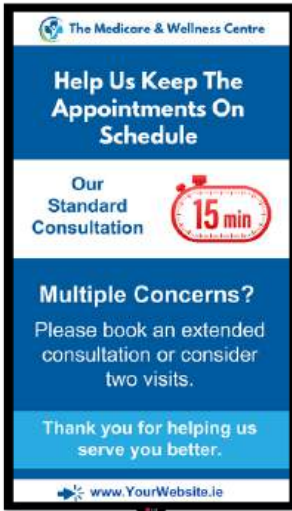 The Medicare & Wellness Centre
Help Us Keep The
Appointments On
Schedule
Our
Standard
Consultation
15 min
Multiple Concerns?
Please book an extended
consultation or consider
two visits.
Thank you for helping us
serve you better.
www.YourWebsite.ie